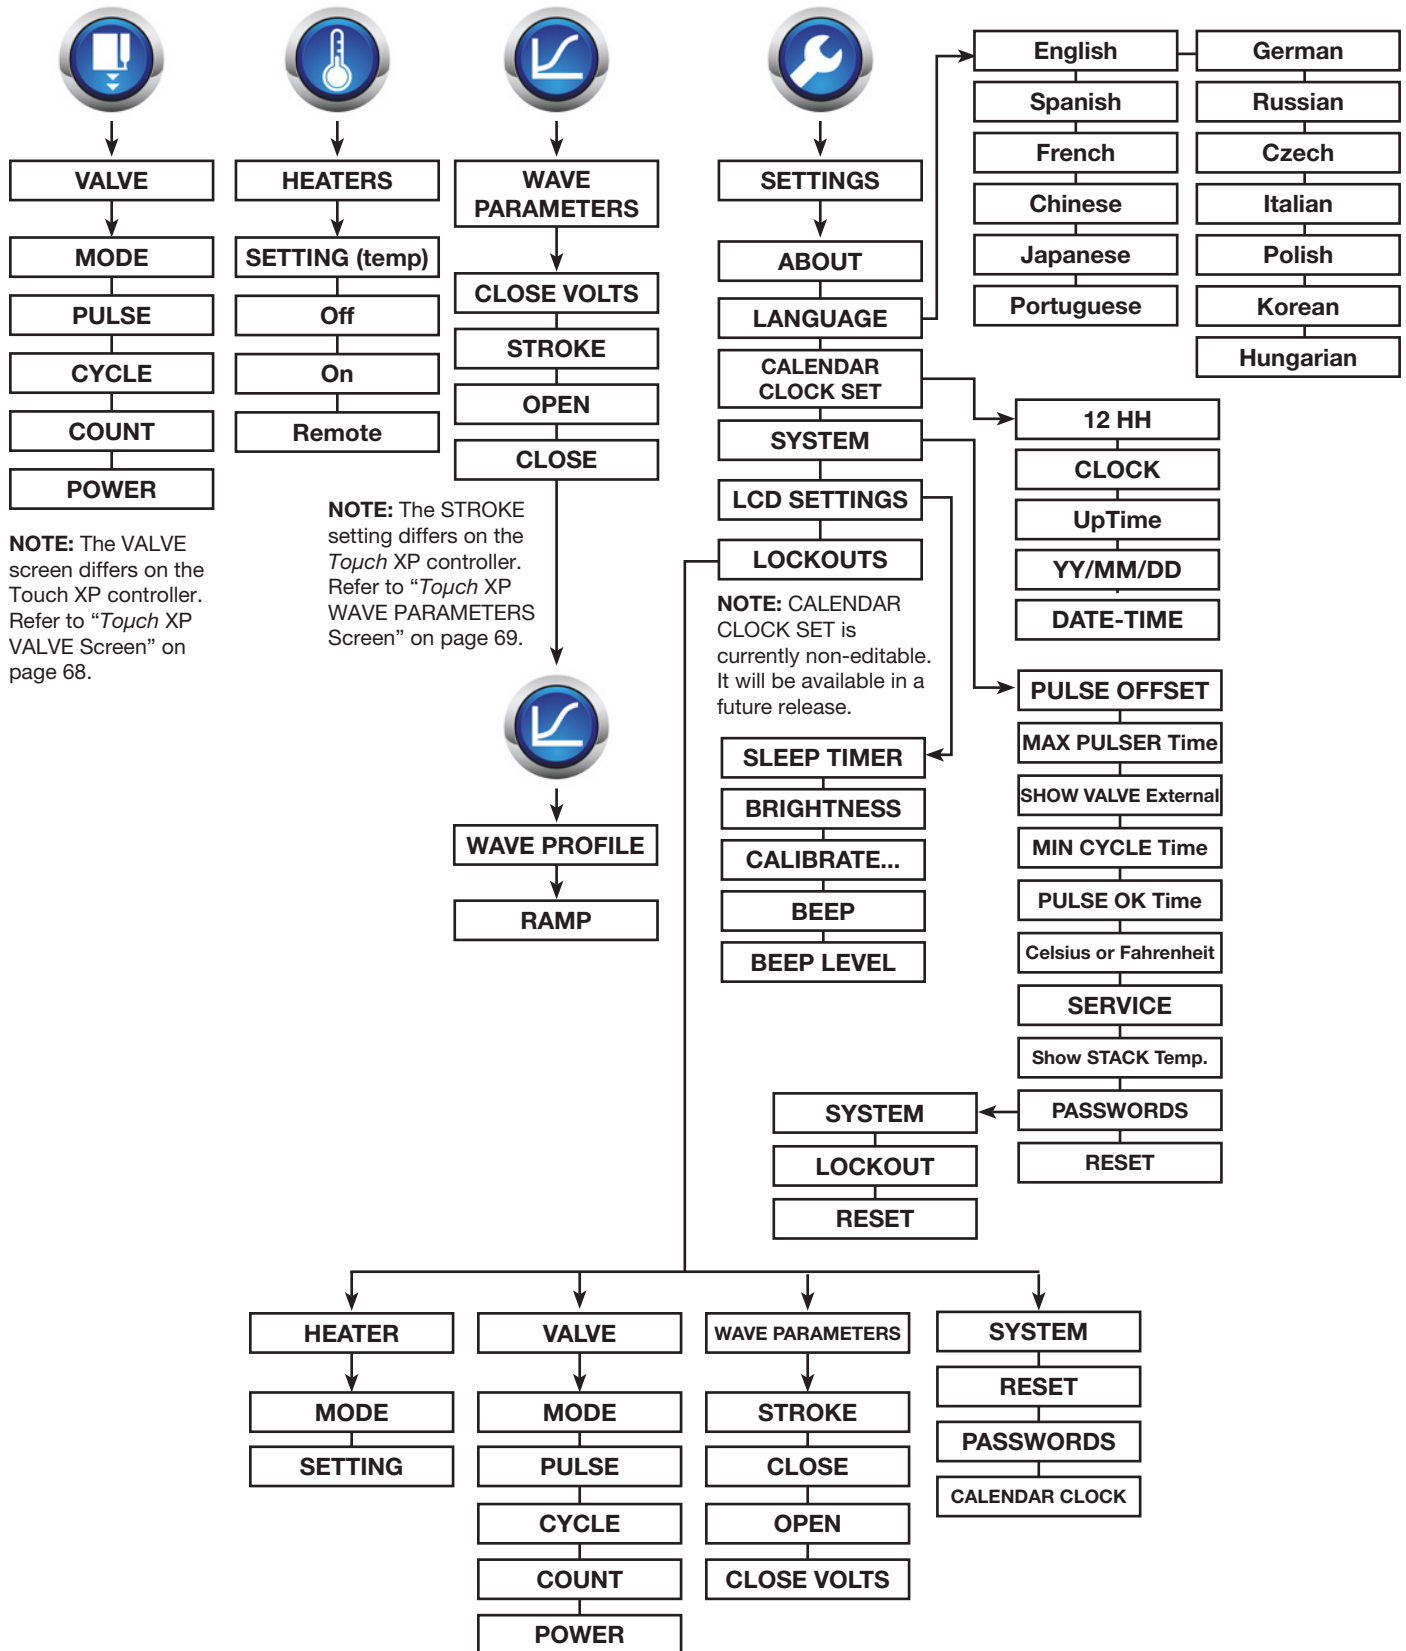 VALVE
MODE
PULSE
CYCLE
COUNT
POWER
NOTE: The VALVE
screen differs on the
Touch XP controller.
Refer to “Toμch XP
VALVE Screen” on
page 68.
HEATERS
SETTING (temp)
Off
On
Remote
WAVE
PARAMETERS
CLOSE VOLTS
STROKE
OPEN
CLOSE
NOTE: The STROKE
setting differs on the
Toμch XP controller.
Refer to “Toμch XP
WAVE PARAMETERS
Screen” on page 69.
WAVE PROFILE
RAMP
SETTINGS
ABOUT
LANGUAGE
CALENDAR
CLOCK SET
SYSTEM
LCD SETTINGS
LOCKOUTS
NOTE: CALENDAR
CLOCK SET is
currently non-editable.
It will be available in a
future release.
English
Spanish
French
Chinese
Japanese
Portuguese
German
Russian
Czech
Italian
Polish
Korean
Hungarian
12 HH
CLOCK
UpTime
YY/MM/DD
DATE-TIME
PULSE OFFSET
MAX PULSER Time
SHOW VALVE External
MIN CYCLE Time
PULSE OK Time
Celsius or Fahrenheit
SERVICE
Show STACK Temp.
PASSWORDS
RESET
SLEEP TIMER
BRIGHTNESS
CALIBRATE...
BEEP
BEEP LEVEL
SYSTEM
LOCKOUT
RESET
HEATER
MODE
SETTING
VALVE
MODE
PULSE
CYCLE
COUNT
POWER
WAVE PARAMETERS
STROKE
CLOSE
OPEN
CLOSE VOLTS
SYSTEM
RESET
PASSWORDS
CALENDAR CLOCK